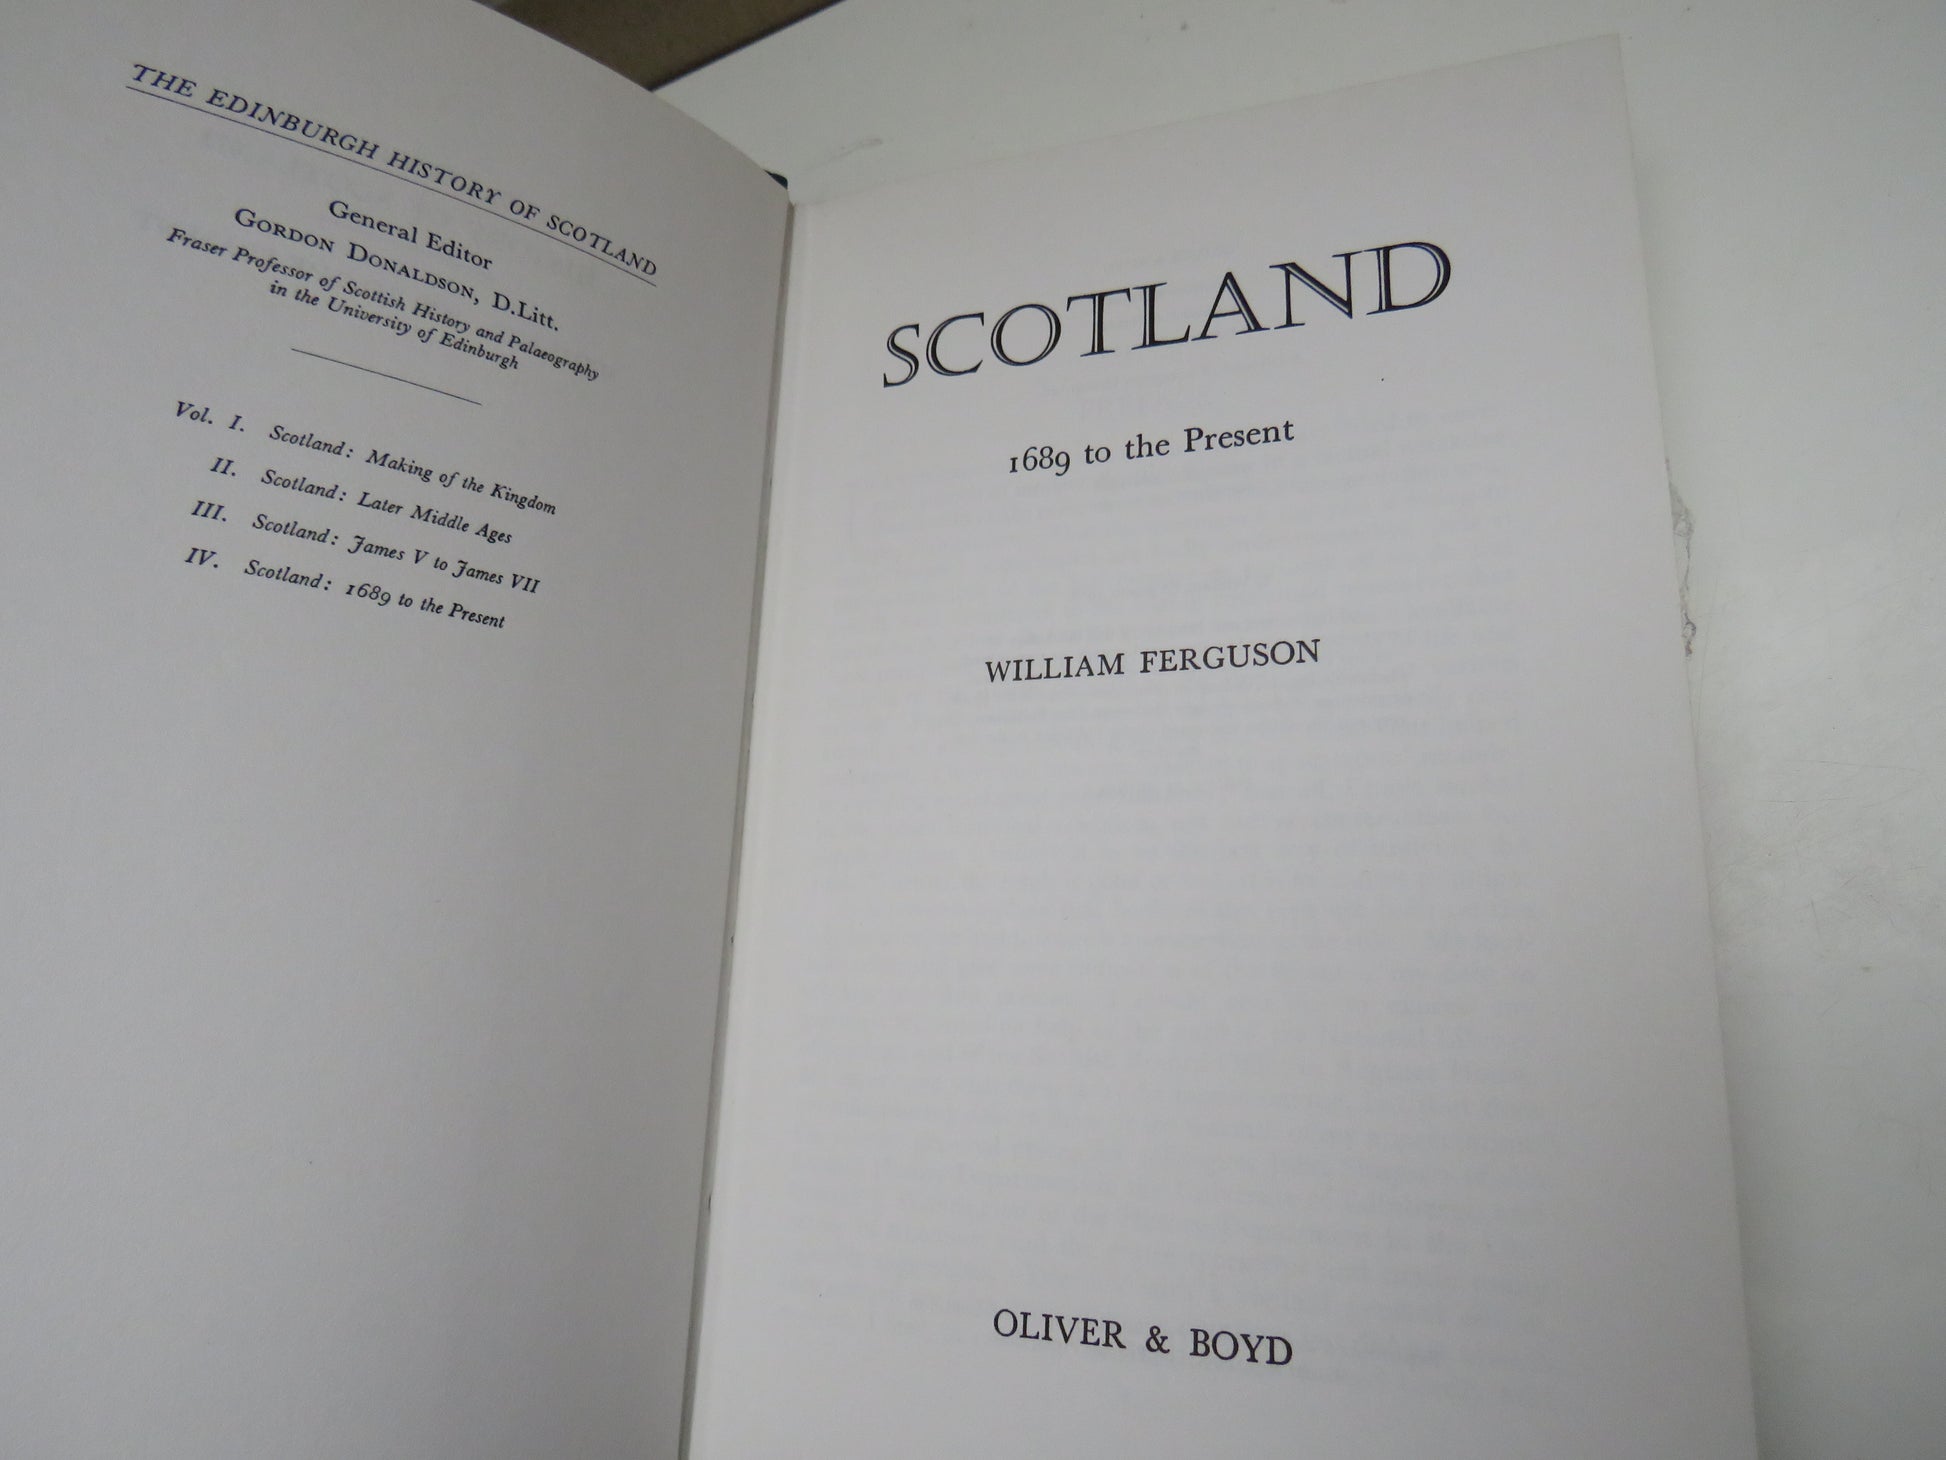 THE EDINBURGH HISTORY OF SCOTLAND
General Editor
GORDON DONALDSON, D.Litt.
Fraser Professor of Scottish History and Palaeography
in the University of Edinburgh
Vol. I. Scotland: Making of the Kingdom
II. Scotland: Later Middle Ages
III. Scotland: James V to James VII
IV. Scotland: 1689 to the Present
SCOTLAND
1689 to the Present
WILLIAM FERGUSON
OLIVER & BOYD